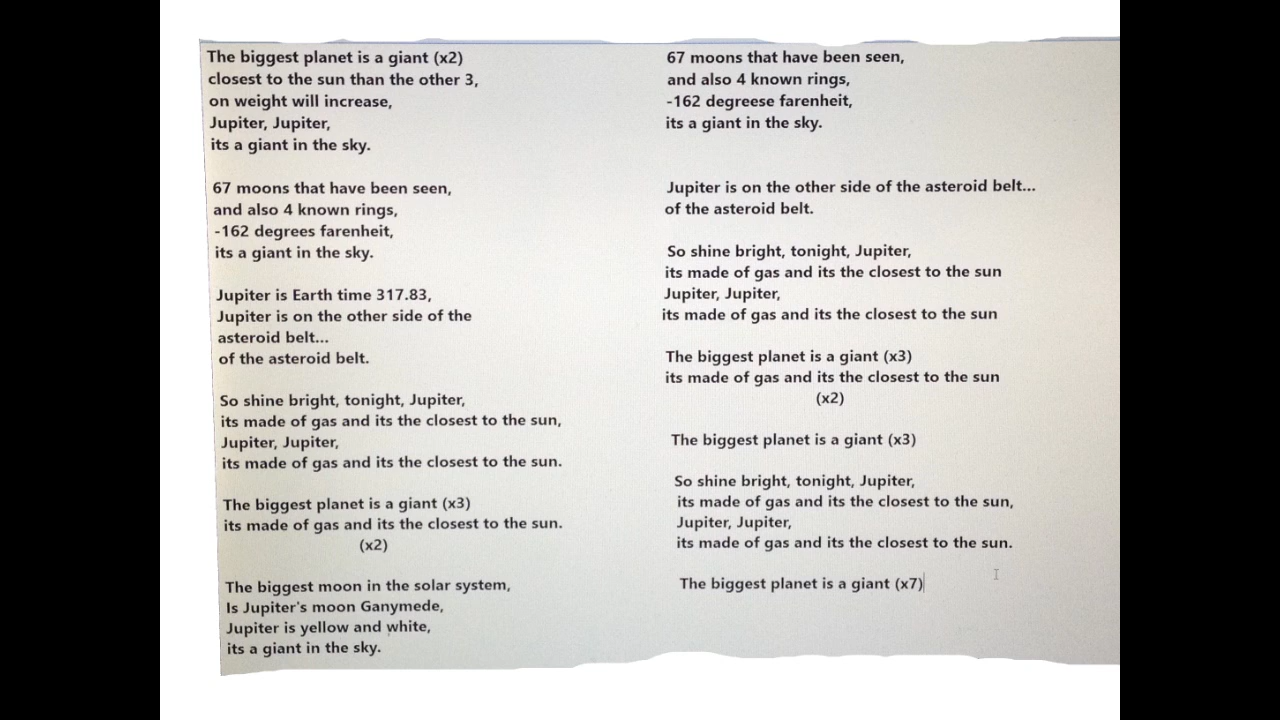 The biggest planet is a giant (x2)
closest to the sun than the other 3,
on weight will increase,
Jupiter, Jupiter,
its a giant in the sky.
67 moons that have been seen,
and also 4 known rings,
-162 degrees farenheit,
its a giant in the sky.
Jupiter is Earth time 317.83,
Jupiter is on the other side of the
asteroid belt...
of the asteroid belt.
So shine bright, tonight, Jupiter,
its made of gas and its the closest to the sun,
Jupiter, Jupiter,
its made of gas and its the closest to the sun.
The biggest planet is a giant (x3)
its made of gas and its the closest to the sun.
(x2)
The biggest moon in the solar system,
Is Jupiter's moon Ganymede,
Jupiter is yellow and white,
its a giant in the sky.
67 moons that have been seen,
and also 4 known rings,
-162 degreese farenheit,
its a giant in the sky.
Jupiter is on the other side of the asteroid belt...
of the asteroid belt.
So shine bright, tonight, Jupiter,
its made of gas and its the closest to the sun
Jupiter, Jupiter,
its made of gas and its the closest to the sun
The biggest planet is a giant (x3)
its made of gas and its the closest to the sun
(x2)
The biggest planet is a giant (x3)
So shine bright, tonight, Jupiter,
its made of gas and its the closest to the sun,
Jupiter, Jupiter,
its made of gas and its the closest to the sun.
The biggest planet is a giant (x7)